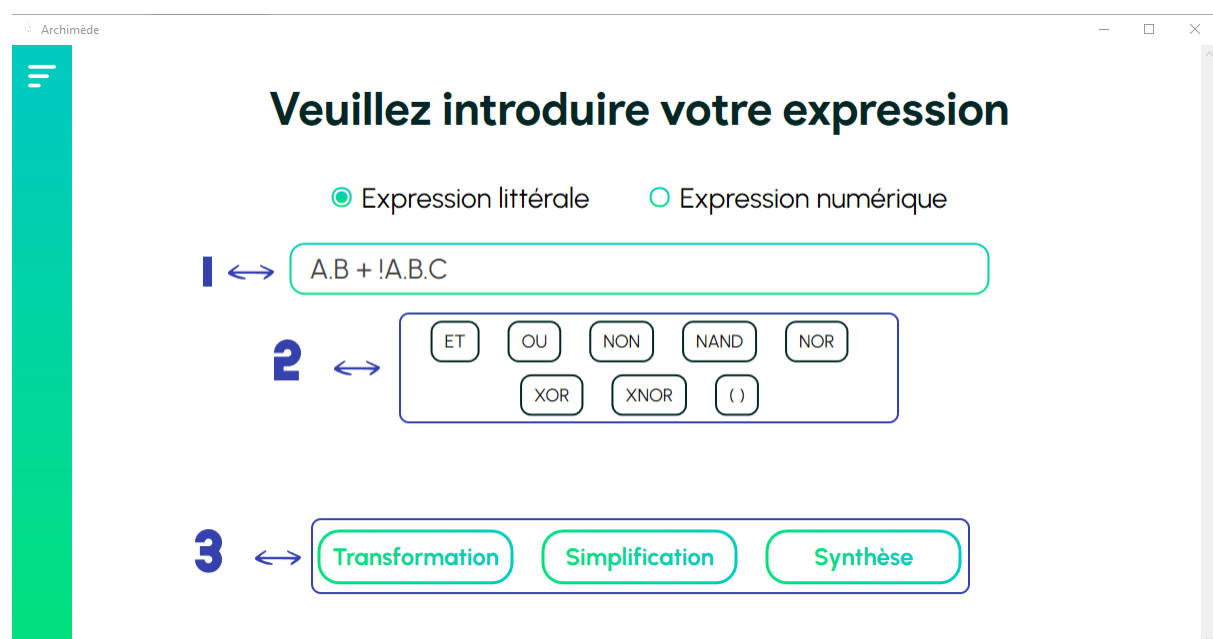 Archimède
Veuillez introduire votre expression
Expression littérale Expression numérique
1 A.B + !A.B.C
2
ET OU NON NAND NOR
XOR XNOR ( )
3 Transformation Simplification Synthèse